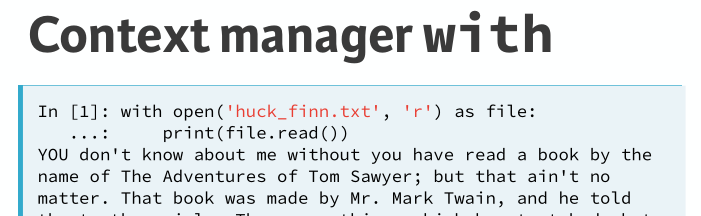 Context manager with
In [1]: with open('huck_finn.txt', 'r') as file:
   ...:     print(file.read())
YOU don't know about me without you have read a book by the
name of The Adventures of Tom Sawyer; but that ain't no
matter. That book was made by Mr. Mark Twain, and he told